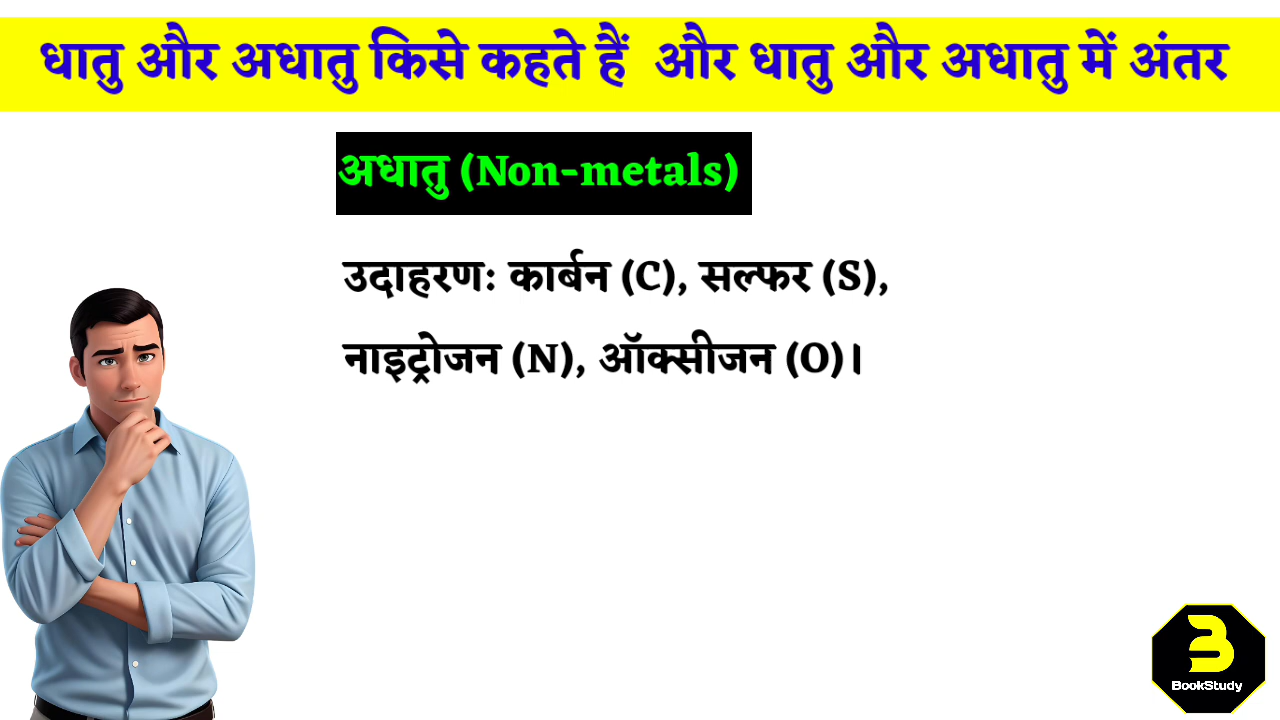 धातु और अधातु किसे कहते हैं और धातु और अधातु में अंतर
अधातु (Non-metals)
उदाहरण: कार्बन (C), सल्फर (S),
नाइट्रोजन (N), ऑक्सीजन (O)।
BookStudy